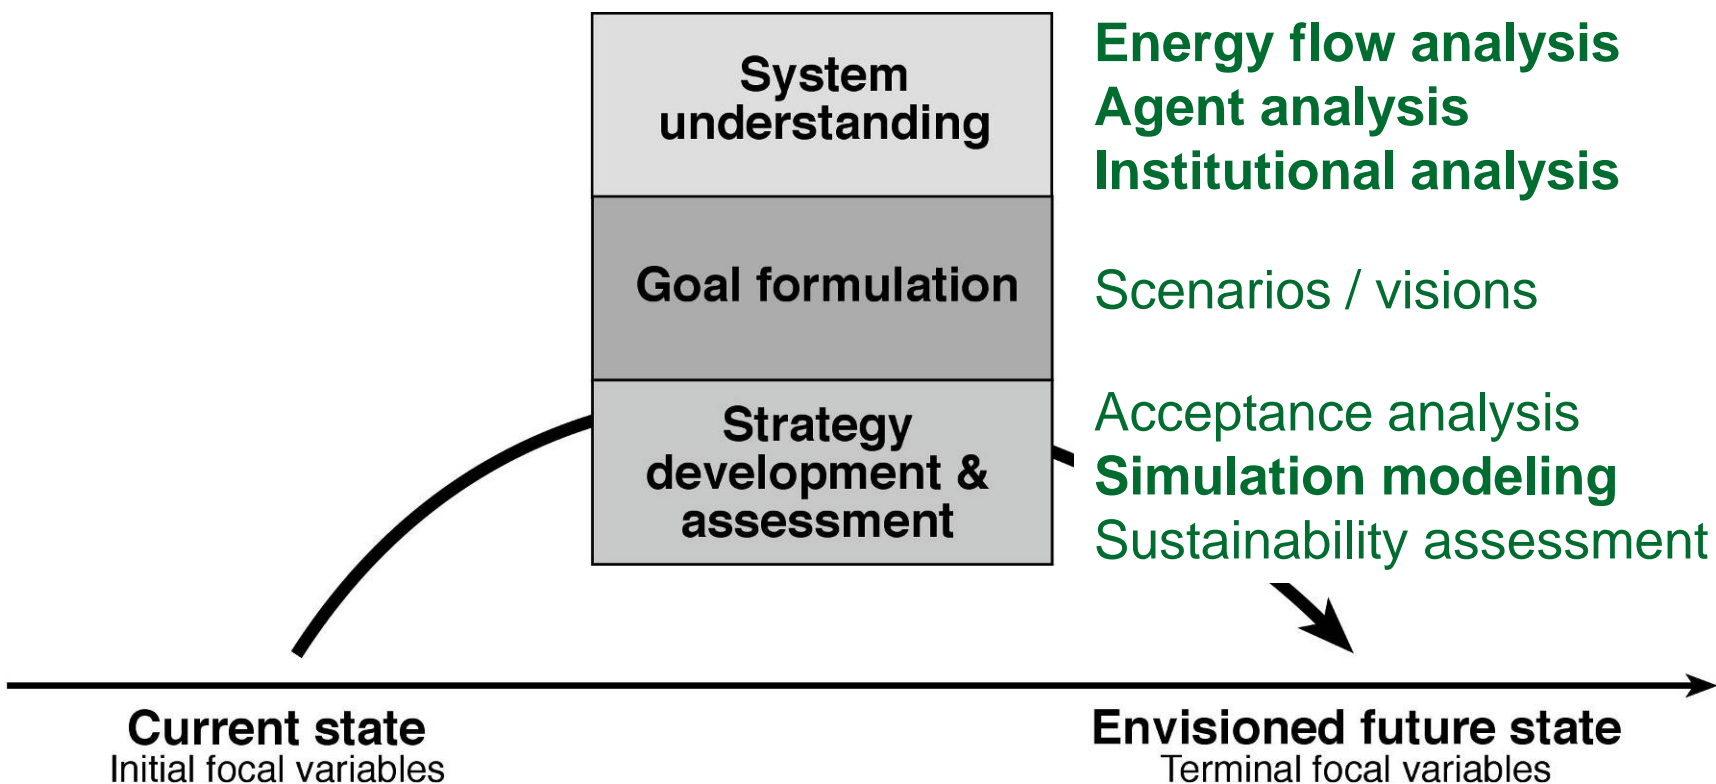 System
understanding
Energy flow analysis
Agent analysis
Institutional analysis
Goal formulation
Scenarios / visions
Strategy
development &
assessment
Acceptance analysis
Simulation modeling
Sustainability assessment
Current state
Initial focal variables
Envisioned future state
Terminal focal variables